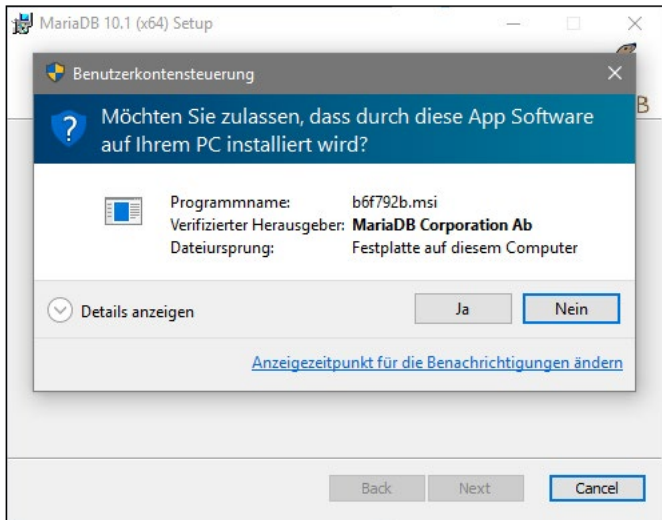 MariaDB 10.1 (x64) Setup
Benutzerkontensteuerung
B
Möchten Sie zulassen, dass durch diese App Software
auf Ihrem PC installiert wird?
Programmname: b6f792b.msi
Verifizierter Herausgeber: MariaDB Corporation Ab
Dateiursprung: Festplatte auf diesem Computer
Details anzeigen
Ja Nein
Anzeigezeitpunkt für die Benachrichtigungen ändern
Back Next Cancel